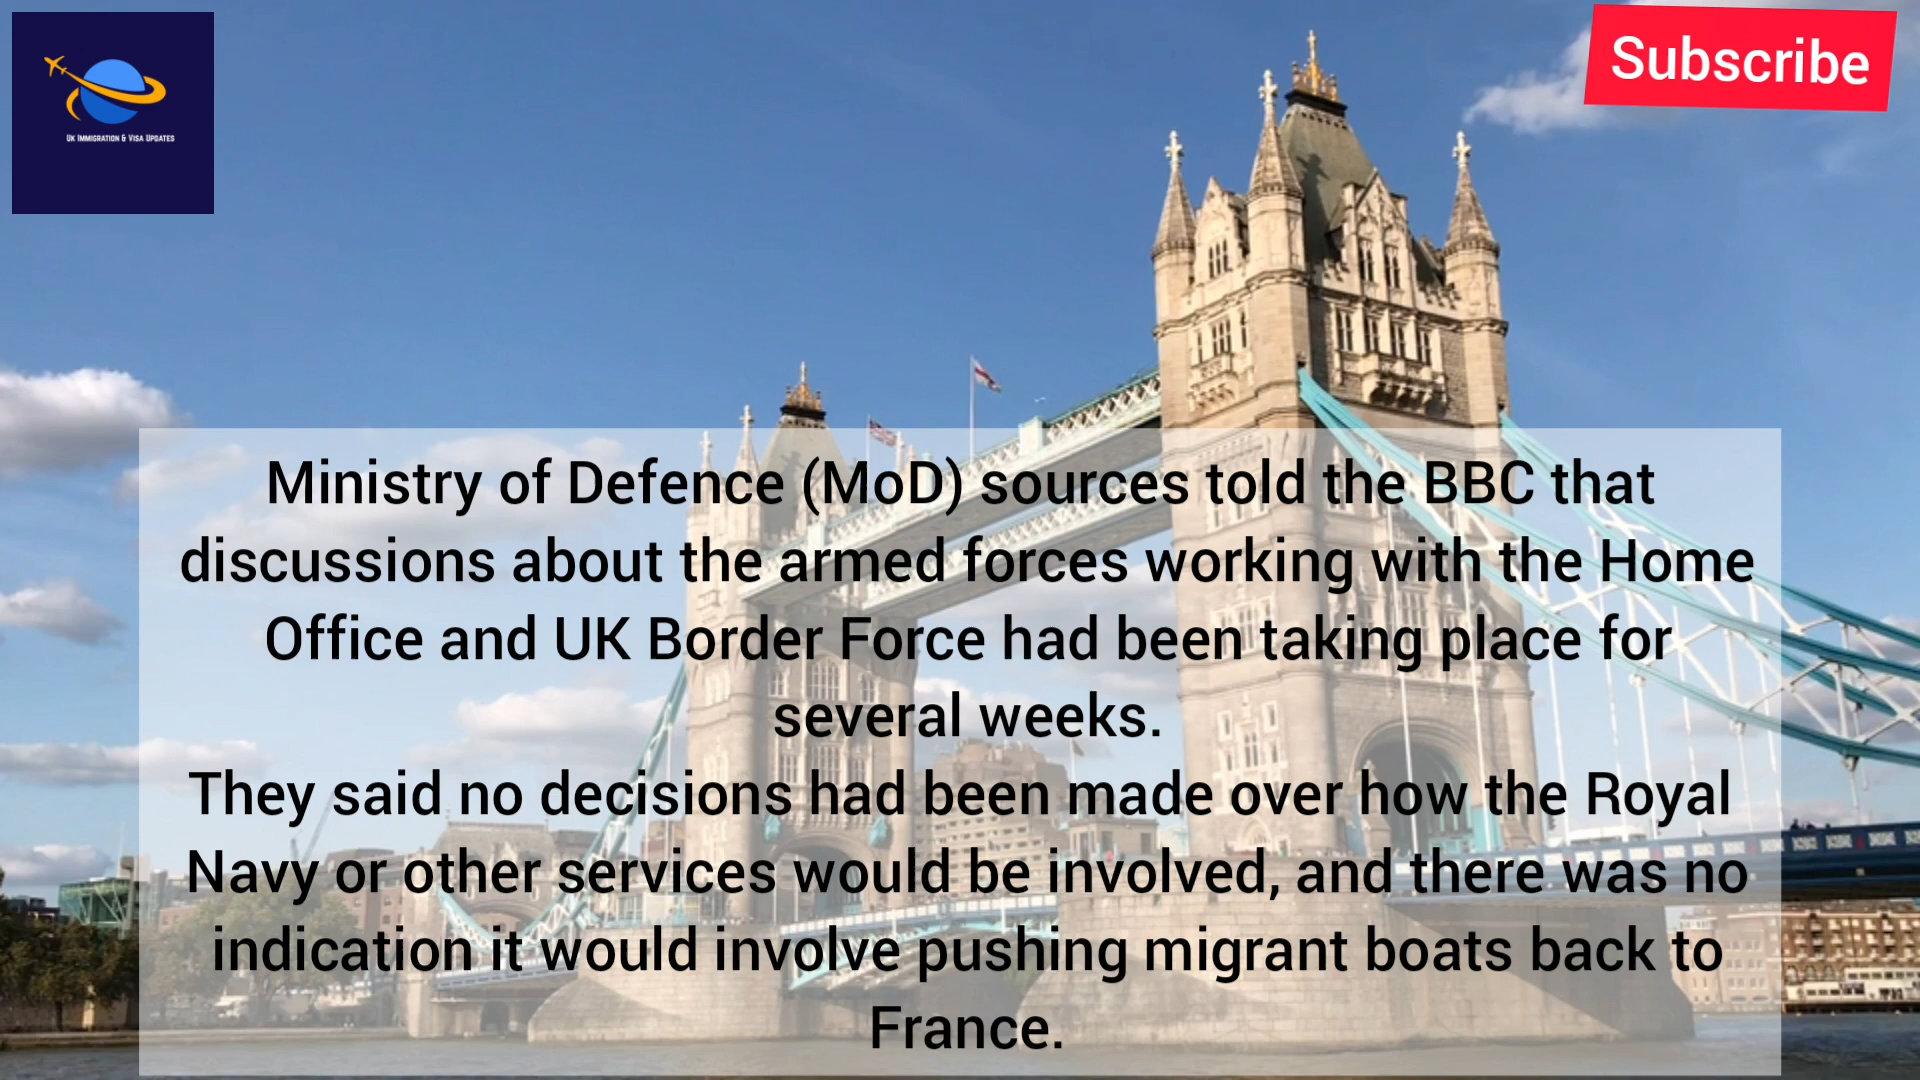 UK Immigration & Visa Updates
Subscribe
Ministry of Defence (MoD) sources told the BBC that
discussions about the armed forces working with the Home
Office and UK Border Force had been taking place for
several weeks.
They said no decisions had been made over how the Royal
Navy or other services would be involved, and there was no
indication it would involve pushing migrant boats back to
France.